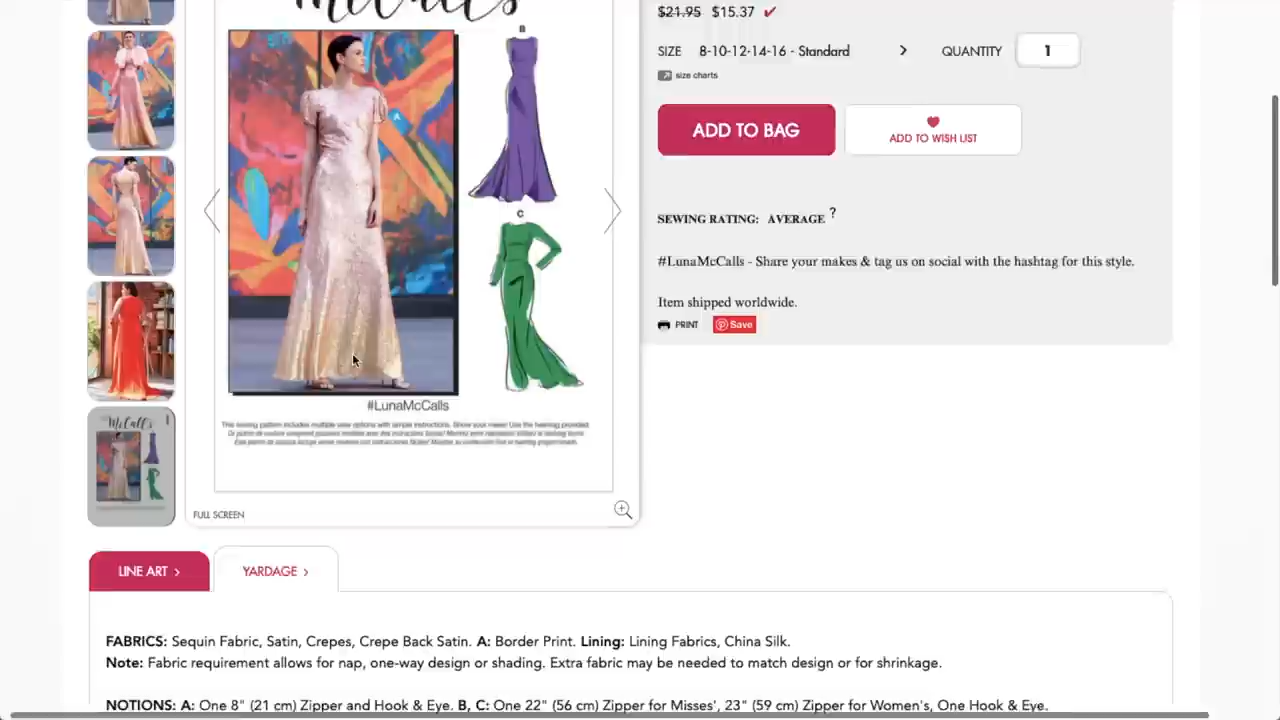 McCall's
B
A
C
#LunaMcCalls
FULL SCREEN
$21.95 $15.37 ✓
SIZE 8-10-12-14-16 - Standard > QUANTITY 1
size charts
ADD TO BAG
ADD TO WISH LIST
SEWING RATING: AVERAGE ?
#LunaMcCalls - Share your makes & tag us on social with the hashtag for this style.
Item shipped worldwide.
PRINT Save
LINE ART > YARDAGE >
FABRICS: Sequin Fabric, Satin, Crepes, Crepe Back Satin. A: Border Print. Lining: Lining Fabrics, China Silk.
Note: Fabric requirement allows for nap, one-way design or shading. Extra fabric may be needed to match design or for shrinkage.
NOTIONS: A: One 8" (21 cm) Zipper and Hook & Eye. B, C: One 22" (56 cm) Zipper for Misses', 23" (59 cm) Zipper for Women's, One Hook & Eye.